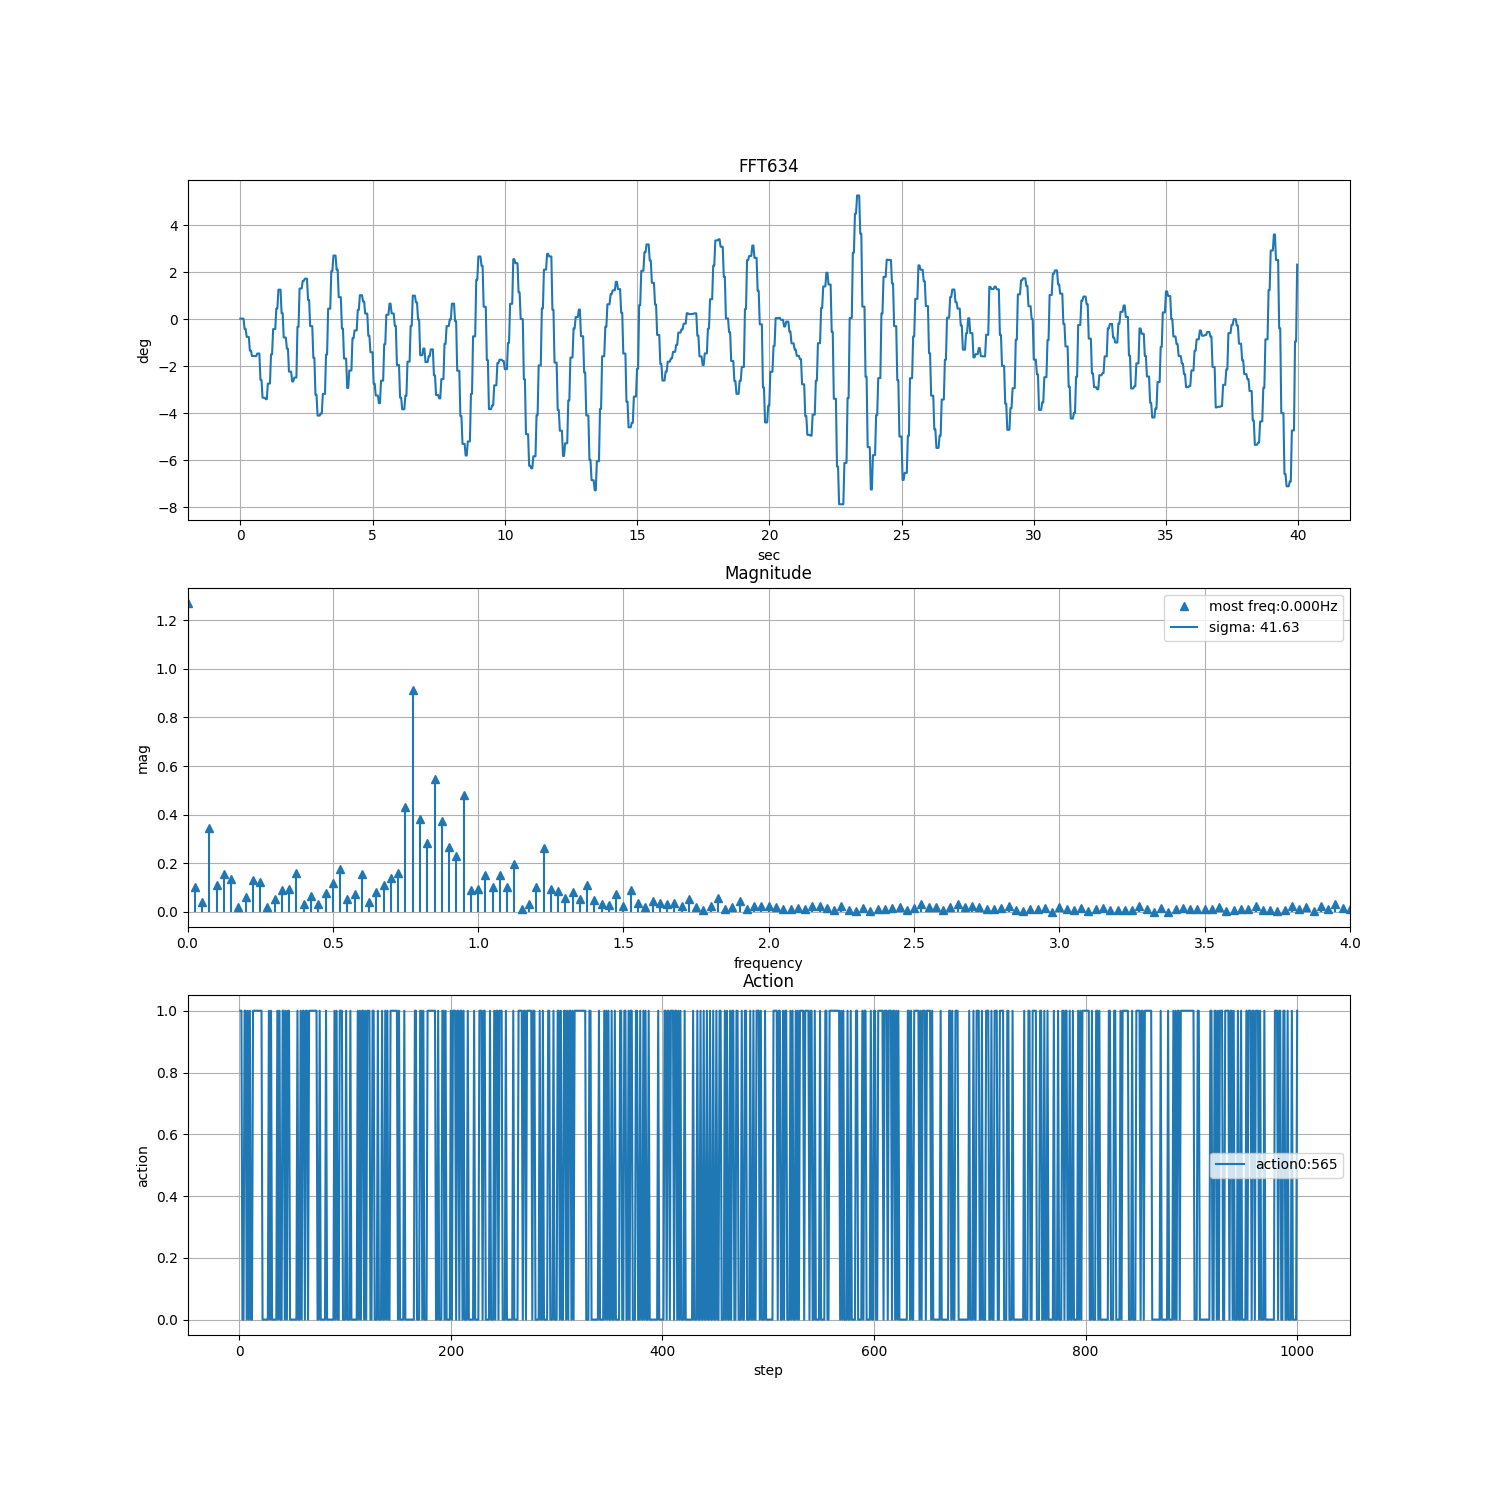 FFT634
4
2
0
−2
−4
−6
−8
deg
0 5 10 15 20 25 30 35 40
sec
Magnitude
1.2
1.0
0.8
0.6
0.4
0.2
0.0
mag
most freq:0.000Hz
sigma: 41.63
0.0 0.5 1.0 1.5 2.0 2.5 3.0 3.5 4.0
frequency
Action
1.0
0.8
0.6
0.4
0.2
0.0
action
action0:565
0 200 400 600 800 1000
step